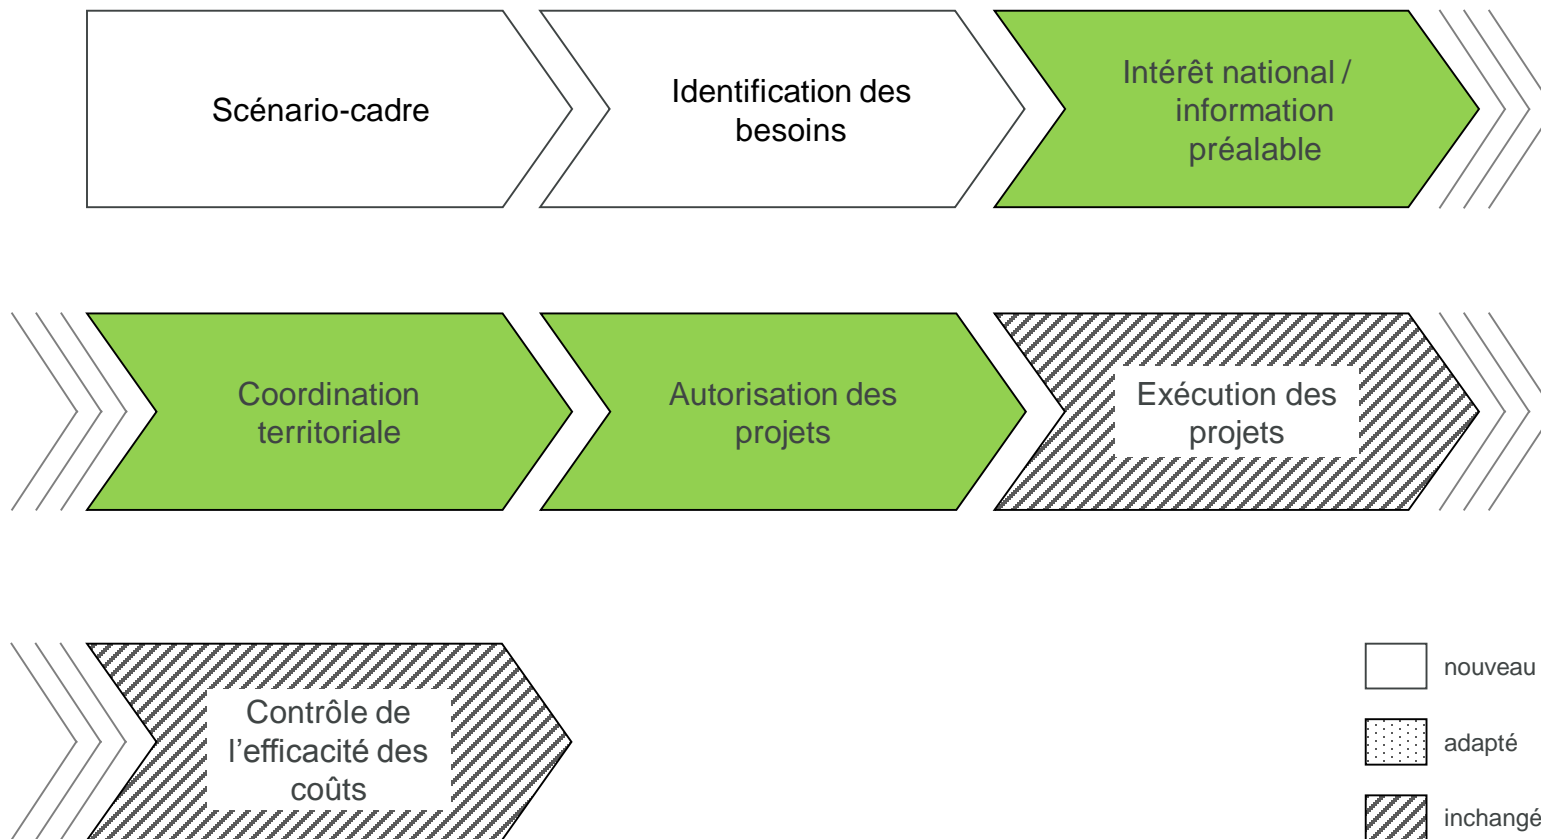 Scénario-cadre
Identification des
besoins
Intérêt national /
information
préalable
Coordination
territoriale
Autorisation des
projets
Exécution des
projets
Contrôle de
l’efficacité des
coûts
nouveau
adapté
inchangé